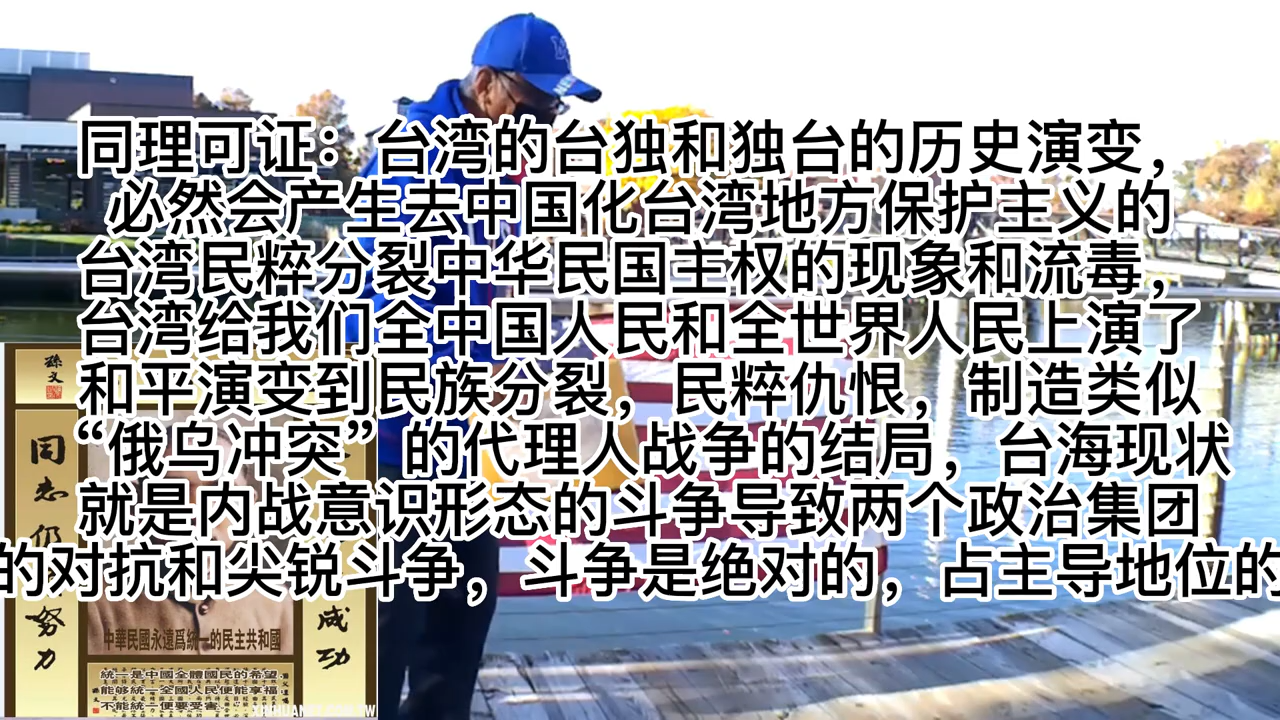 同理可证：台湾的台独和独台的历史演变，
必然会产生去中国化台湾地方保护主义的
台湾民粹分裂中华民国主权的现象和流毒，
台湾给我们全中国人民和全世界人民上演了
和平演变到民族分裂，民粹仇恨，制造类似
“俄乌冲突”的代理人战争的结局，台海现状
就是内战意识形态的斗争导致两个政治集团
的对抗和尖锐斗争，斗争是绝对的，占主导地位的
孫文
同志仍
努力
成功
中華民國永遠爲統一的民主共和國
統一是中國全體國民的希望，
能够統一全國人民便能享福，
不能統一便要受害。